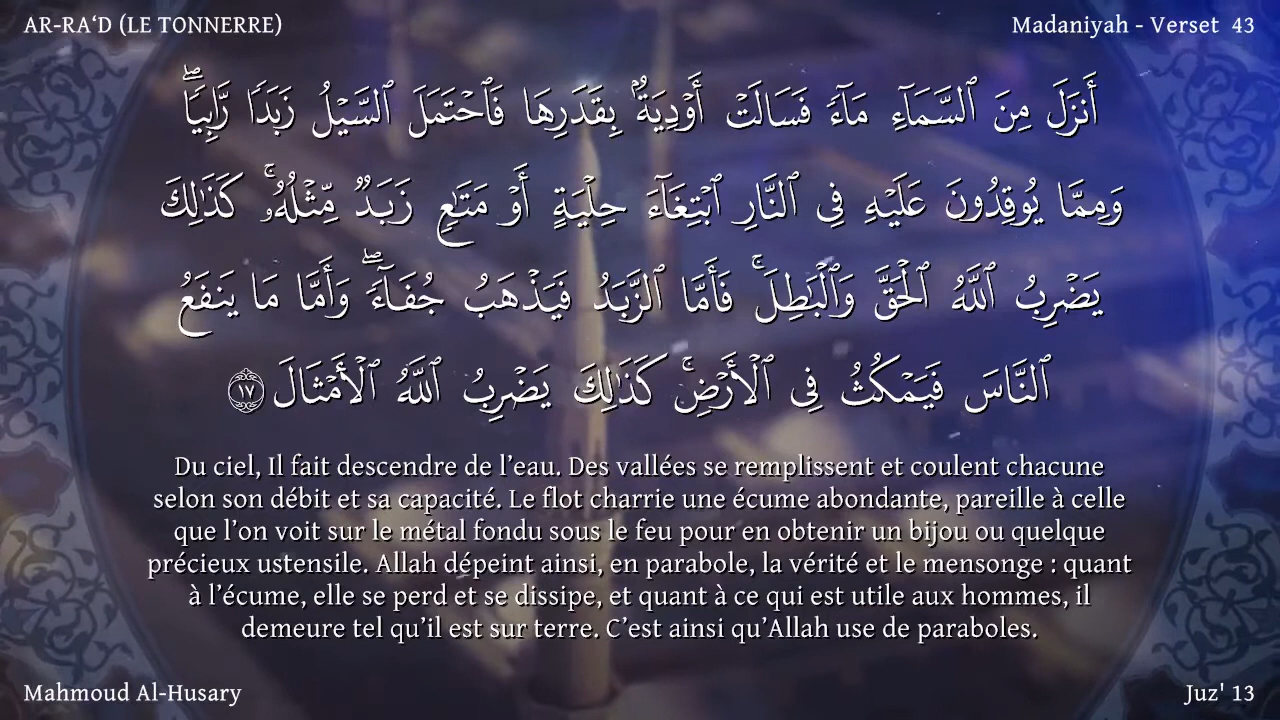 AR-RA‘D (LE TONNERRE)
Madaniyah - Verset 43
أَنزَلَ مِنَ ٱلسَّمَآءِ مَآءٗ فَسَالَتۡ أَوۡدِيَةُۢ بِقَدَرِهَا فَٱحۡتَمَلَ ٱلسَّيۡلُ زَبَدٗا رَّابِيٗاۖ
وَمِمَّا يُوقِدُونَ عَلَيۡهِ فِي ٱلنَّارِ ٱبۡتِغَآءَ حِلۡيَةٍ أَوۡ مَتَٰعٖ زَبَدٞ مِّثۡلُهُۥۚ كَذَٰلِكَ
يَضۡرِبُ ٱللَّهُ ٱلۡحَقَّ وَٱلۡبَٰطِلَۚ فَأَمَّا ٱلزَّبَدُ فَيَذۡهَبُ جُفَآءٗۖ وَأَمَّا مَا يَنفَعُ
ٱلنَّاسَ فَيَمۡكُثُ فِي ٱلۡأَرۡضِۚ كَذَٰلِكَ يَضۡرِبُ ٱللَّهُ ٱلۡأَمۡثَالَ ١٧
Du ciel, Il fait descendre de l’eau. Des vallées se remplissent et coulent chacune
selon son débit et sa capacité. Le flot charrie une écume abondante, pareille à celle
que l’on voit sur le métal fondu sous le feu pour en obtenir un bijou ou quelque
précieux ustensile. Allah dépeint ainsi, en parabole, la vérité et le mensonge : quant
à l’écume, elle se perd et se dissipe, et quant à ce qui est utile aux hommes, il
demeure tel qu’il est sur terre. C’est ainsi qu’Allah use de paraboles.
Mahmoud Al-Husary
Juz' 13